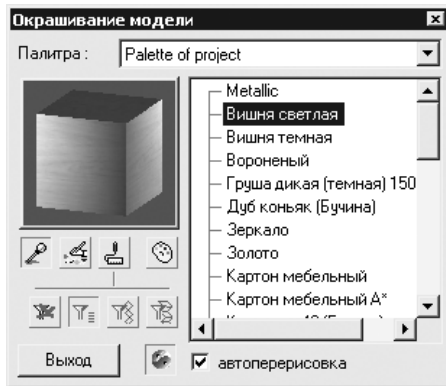 Окрашивание модели
Палитра :
Palette of project
Metallic
Вишня светлая
Вишня темная
Вороненый
Груша дикая (темная) 150
Дуб коньяк (Бучина)
Зеркало
Золото
Картон мебельный
Картон мебельный А*
Выход
автоперерисовка